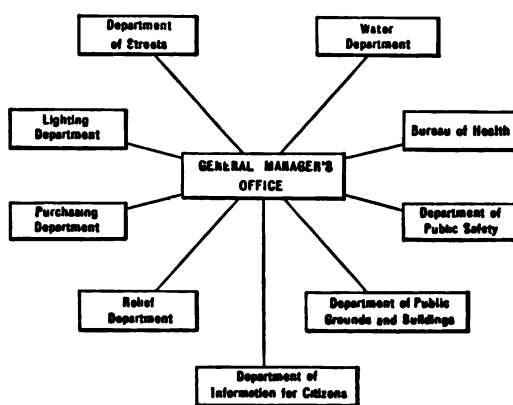 Department
of Streets
Water
Department
Lighting
Department
Bureau of Health
GENERAL MANAGER'S
OFFICE
Purchasing
Department
Department of
Public Safety
Relief
Department
Department of Public
Grounds and Buildings
Department of
Information for Citizens